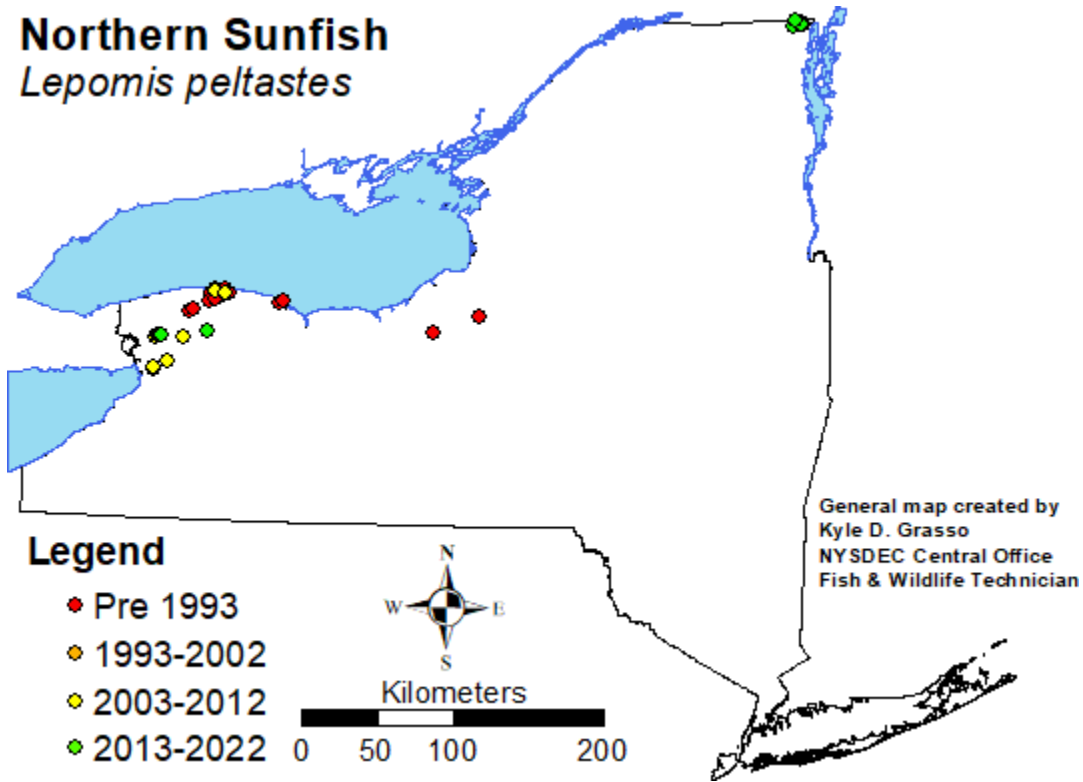 Northern Sunfish
Lepomis peltastes
General map created by
Kyle D. Grasso
NYSDEC Central Office
Fish & Wildlife Technician
Legend
Pre 1993
1993-2002
2003-2012
2013-2022
N
W E
S
Kilometers
0 50 100 200